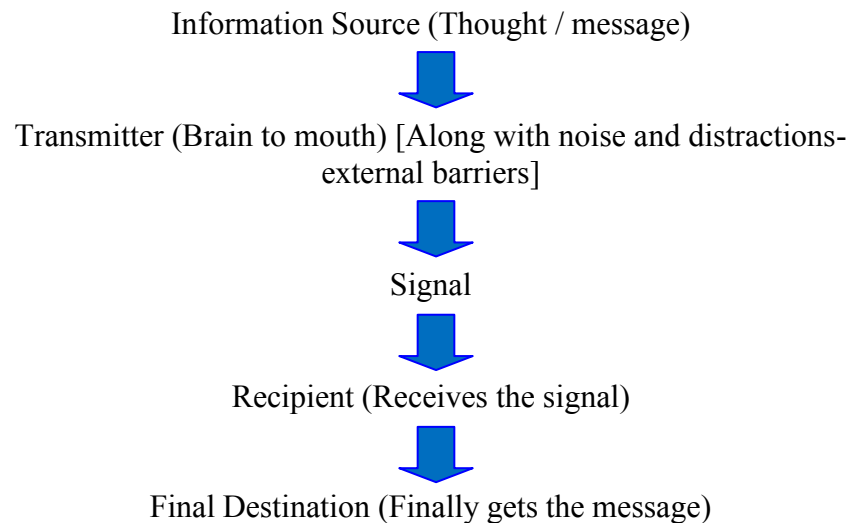 Information Source (Thought / message)
Transmitter (Brain to mouth) [Along with noise and distractions-
external barriers]
Signal
Recipient (Receives the signal)
Final Destination (Finally gets the message)